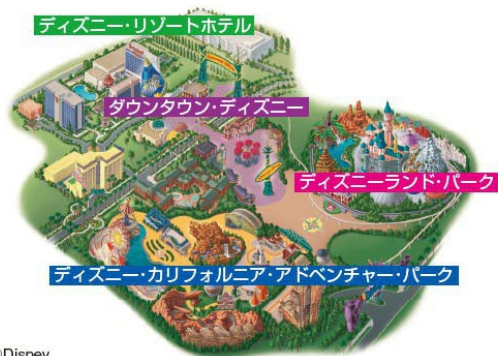 ディズニー・リゾートホテル
ダウンタウン・ディズニー
ディズニーランド・パーク
ディズニー・カリフォルニア・アドベンチャー・パーク
Disney